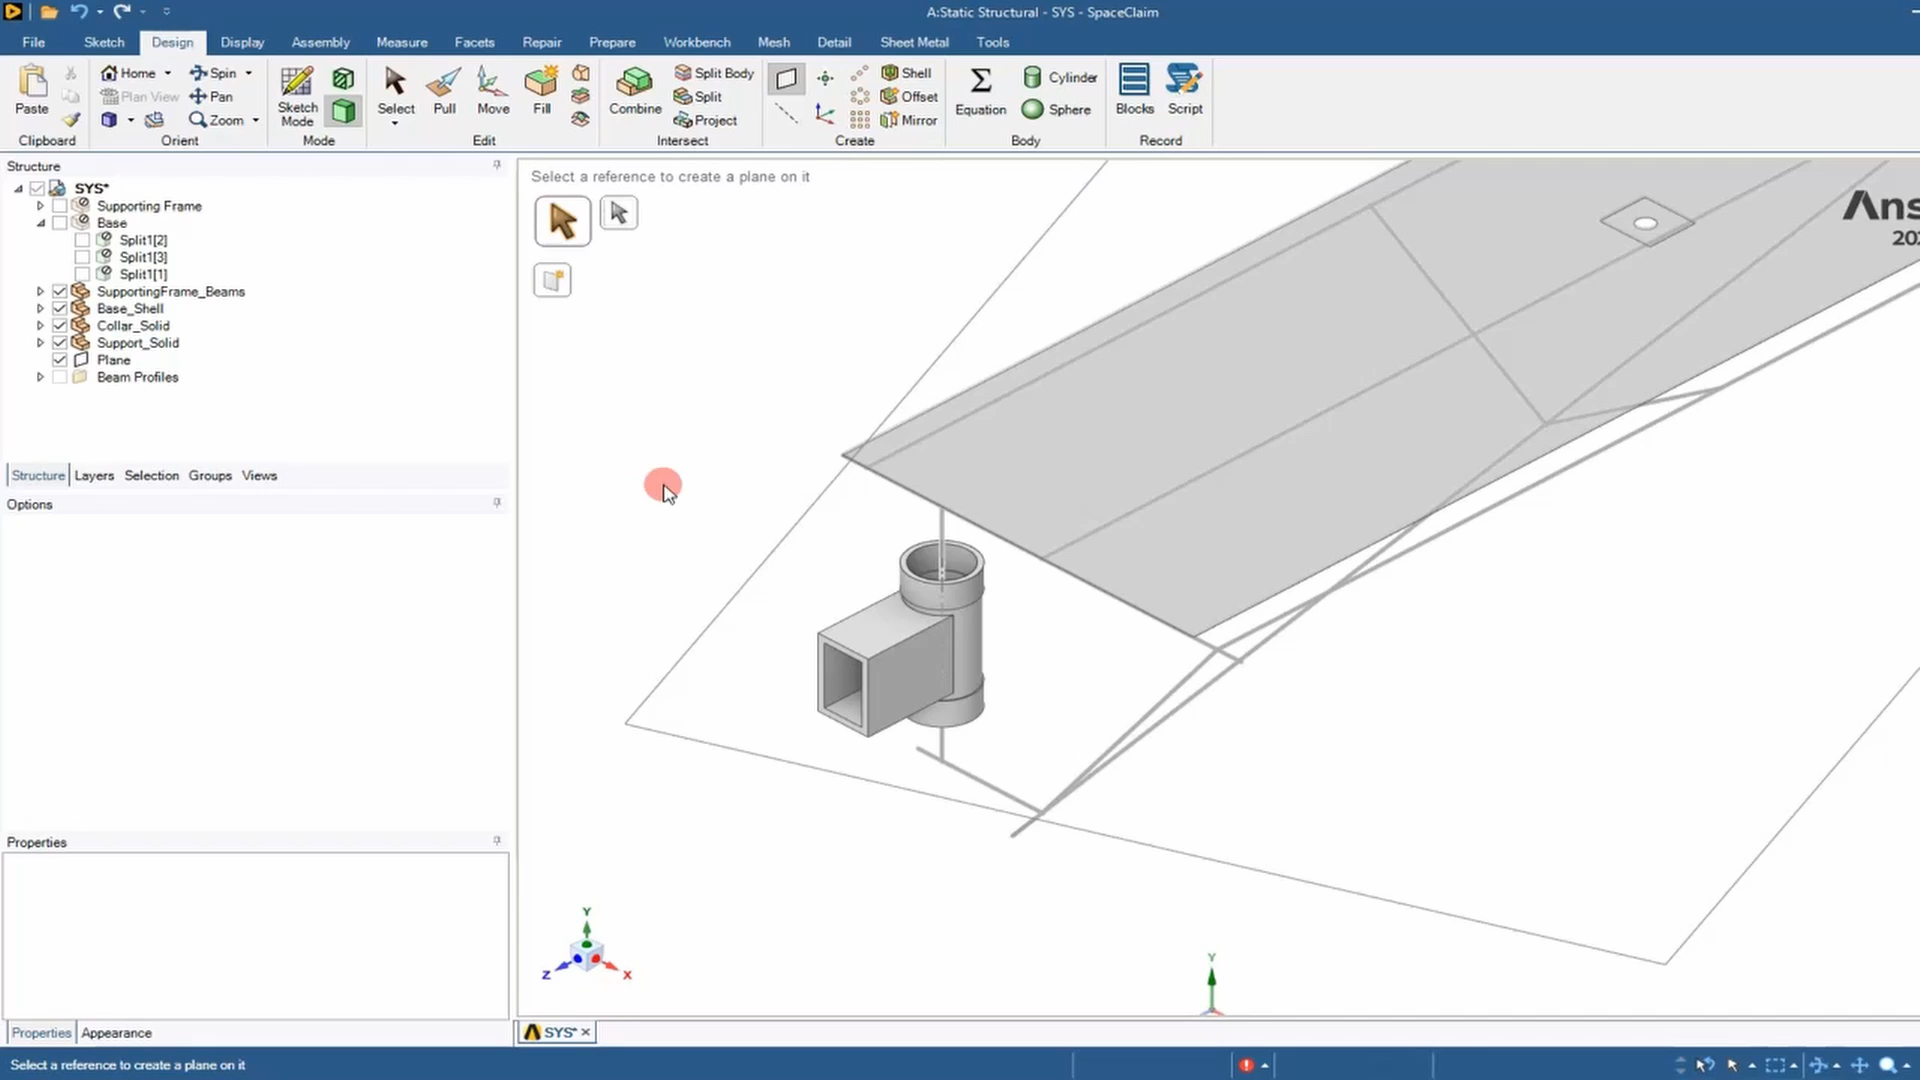 A:Static Structural - SYS - SpaceClaim
File Sketch Design Display Assembly Measure Facets Repair Prepare Workbench Mesh Detail Sheet Metal Tools
Home Spin Split Body Shell Cylinder
Plan View Pan Split Offset
Paste Sketch Mode Select Pull Move Fill Combine Equation Blocks Script
Zoom Project Mirror Sphere
Clipboard Orient Mode Edit Intersect Create Body Record
Structure
SYS*
Supporting Frame
Base
Split1[2]
Split1[3]
Split1[1]
SupportingFrame_Beams
Base_Shell
Collar_Solid
Support_Solid
Plane
Beam Profiles
Structure Layers Selection Groups Views
Options
Properties
Properties Appearance
Select a reference to create a plane on it
Ans
202
Y
Z
X
Y
SYS*
Select a reference to create a plane on it